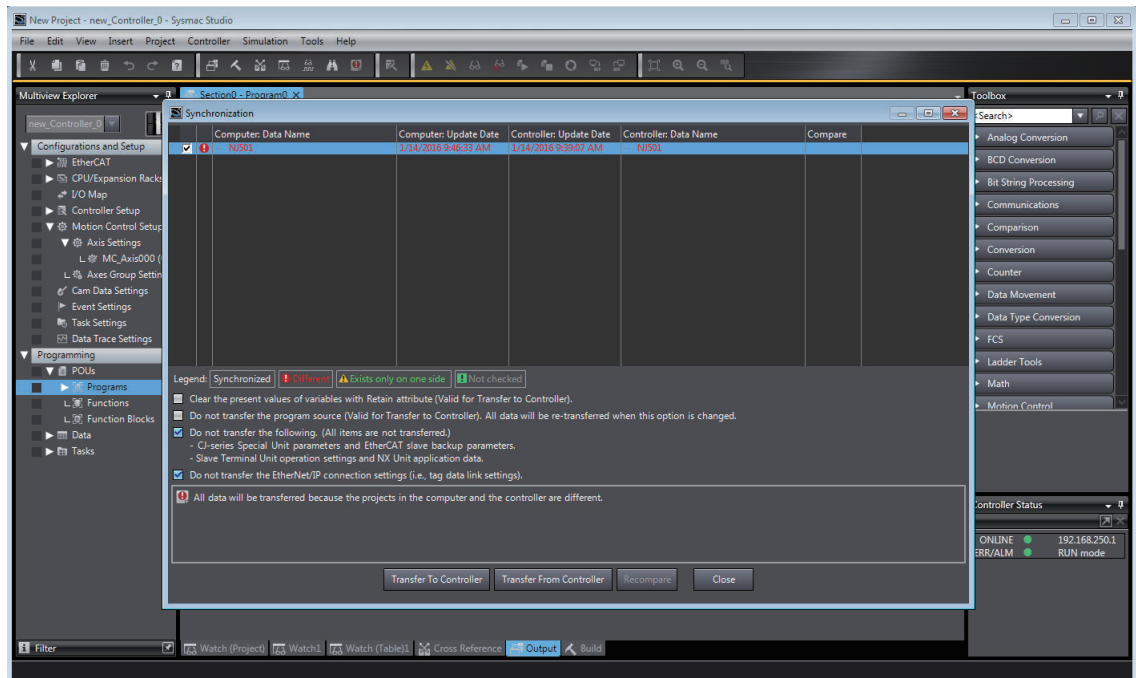 New Project - new_Controller_0 - Sysmac Studio
File Edit View Insert Project Controller Simulation Tools Help
Multiview Explorer
new_Controller_0
Configurations and Setup
EtherCAT
CPU/Expansion Racks
I/O Map
Controller Setup
Motion Control Setup
Axis Settings
MC_Axis000 (
Axes Group Settin
Cam Data Settings
Event Settings
Task Settings
Data Trace Settings
Programming
POUs
Programs
Functions
Function Blocks
Data
Tasks
Filter
Section0 - Program0
Synchronization
Computer: Data Name Computer: Update Date Controller: Update Date Controller: Data Name Compare
NJ501 1/14/2016 9:46:33 AM 1/14/2016 9:39:07 AM NJ501
Legend: Synchronized Different Exists only on one side Not checked
Clear the present values of variables with Retain attribute (Valid for Transfer to Controller).
Do not transfer the program source (Valid for Transfer to Controller). All data will be re-transferred when this option is changed.
Do not transfer the following. (All items are not transferred.)
- CJ-series Special Unit parameters and EtherCAT slave backup parameters.
- Slave Terminal Unit operation settings and NX Unit application data.
Do not transfer the EtherNet/IP connection settings (i.e., tag data link settings).
All data will be transferred because the projects in the computer and the controller are different.
Transfer To Controller Transfer From Controller Recompare Close
Watch (Project) Watch1 Watch (Table)1 Cross Reference Output Build
Toolbox
<Search>
Analog Conversion
BCD Conversion
Bit String Processing
Communications
Comparison
Conversion
Counter
Data Movement
Data Type Conversion
FCS
Ladder Tools
Math
Motion Control
Controller Status
ONLINE 192.168.250.1
ERR/ALM RUN mode